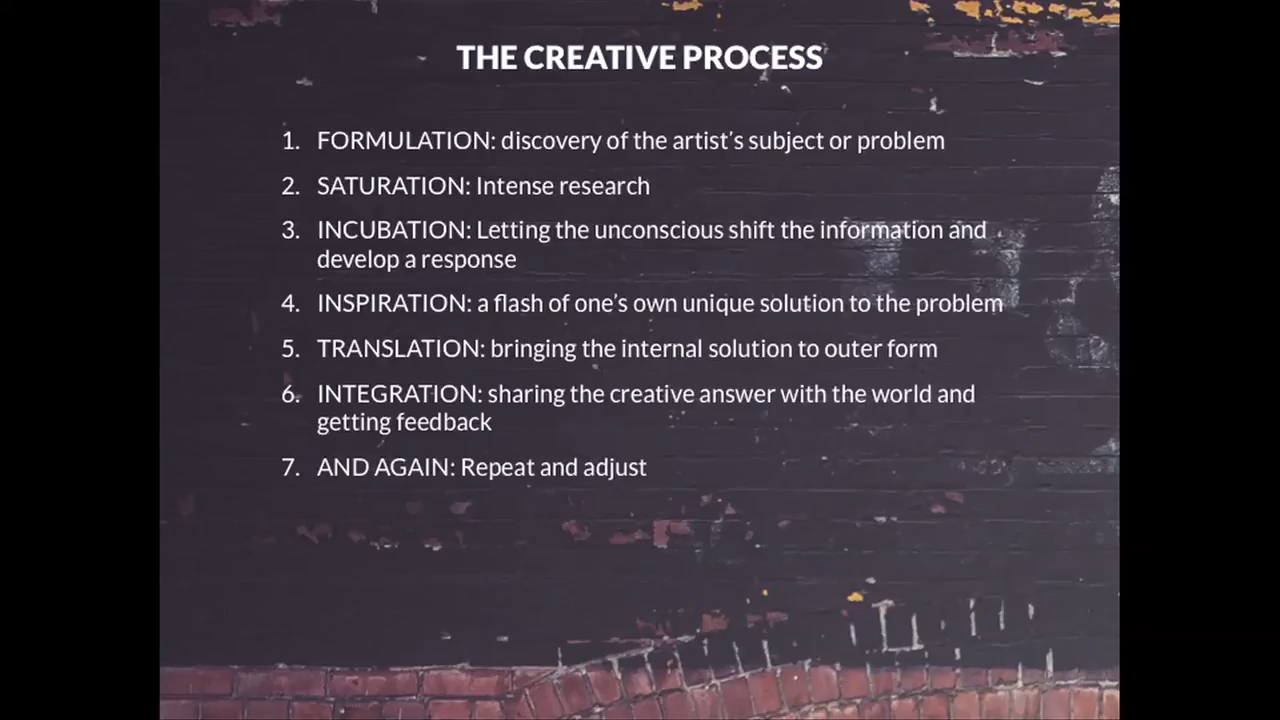 THE CREATIVE PROCESS
1. FORMULATION: discovery of the artist's subject or problem
2. SATURATION: Intense research
3. INCUBATION: Letting the unconscious shift the information and
develop a response
4. INSPIRATION: a flash of one's own unique solution to the problem
5. TRANSLATION: bringing the internal solution to outer form
6. INTEGRATION: sharing the creative answer with the world and
getting feedback
7. AND AGAIN: Repeat and adjust